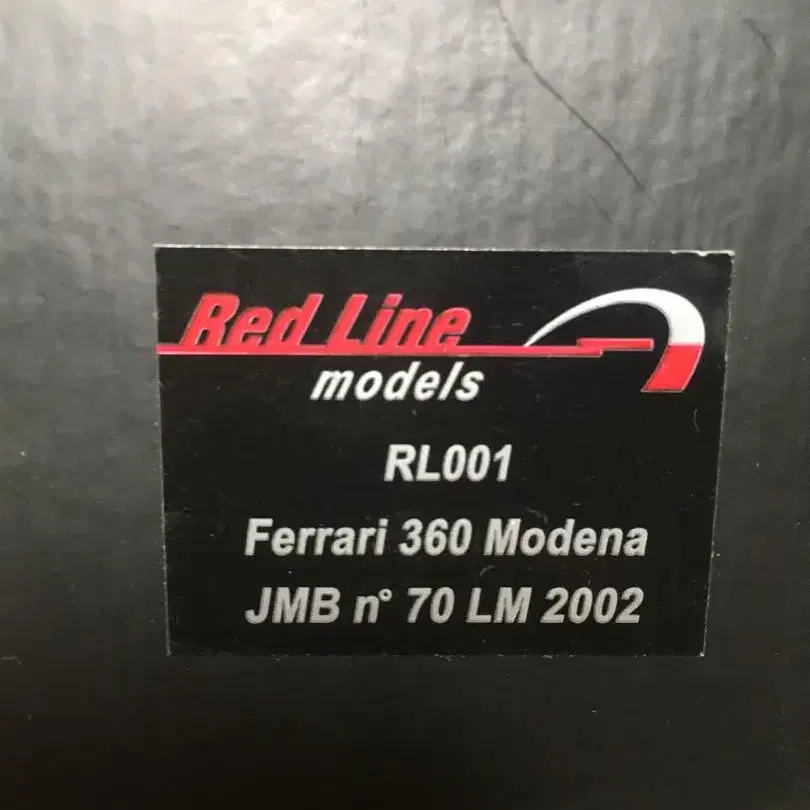 Red Line
models
RL001
Ferrari 360 Modena
JMB n° 70 LM 2002